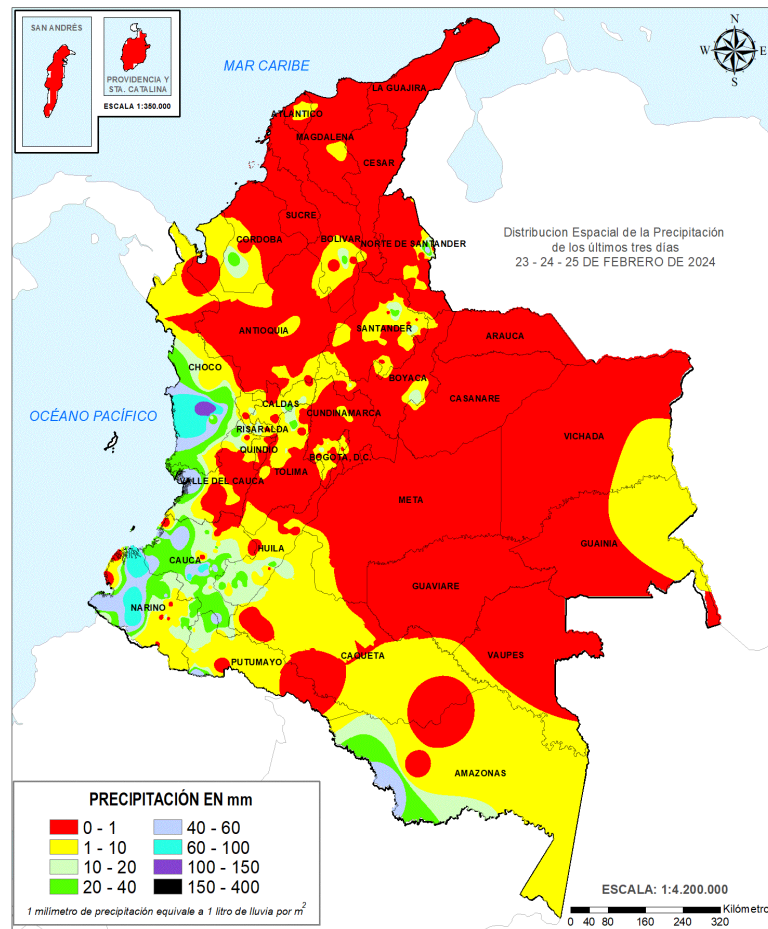 SAN ANDRÉS
PROVIDENCIA Y
STA. CATALINA
ESCALA 1:350.000
MAR CARIBE
N
W
E
S
LA GUAJIRA
ATLANTICO
MAGDALENA
CESAR
SUCRE
CORDOBA
BOLIVAR
NORTE DE SANTANDER
Distribucion Espacial de la Precipitación
de los últimos tres días
23 - 24 - 25 DE FEBRERO DE 2024
ANTIOQUIA
SANTANDER
ARAUCA
CHOCO
BOYACA
CASANARE
OCÉANO PACÍFICO
CALDAS
CUNDINAMARCA
RISARALDA
VICHADA
QUINDIO
BOGOTA, D.C.
TOLIMA
VALLE DEL CAUCA
META
GUAINIA
HUILA
CAUCA
GUAVIARE
NARIÑO
CAQUETA
VAUPES
PUTUMAYO
AMAZONAS
PRECIPITACIÓN EN mm
0 - 1
40 - 60
1 - 10
60 - 100
10 - 20
100 - 150
20 - 40
150 - 400
1 milímetro de precipitación equivale a 1 litro de lluvia por m²
ESCALA: 1:4.200.000
Kilómetro
0 40 80 160 240 320